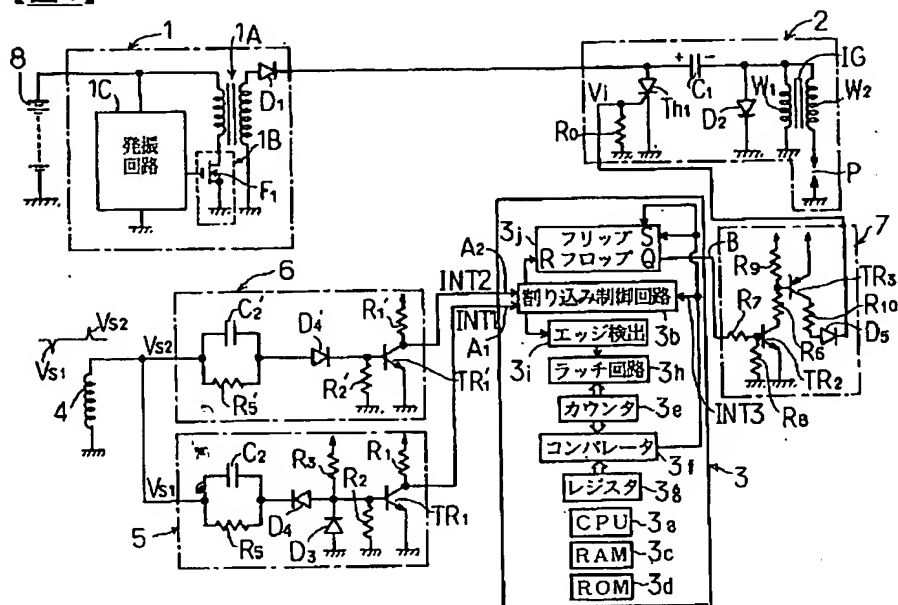 1
1A
8
1C
D₁
発振
回路
1B
F₁
2
IG
Vi
C₁
+
−
Th₁
D₂
W₁
W₂
R₀
P
6
INT2
C₂'
D₄'
R₁'
R₂'
TR₁'
R₅'
VS2
VS1
VS2
4
VS1
C₂
R₃
R₁
D₄
R₂
TR₁
R₅
D₃
5
3j
A₂
フリップ S
R フロップ Q
割り込み制御回路
INT1
A₁
3b
エッジ検出
3i
ラッチ回路
3h
カウンタ
3e
コンパレータ
3f
レジスタ
3g
CPU
3a
RAM
3c
ROM
3d
3
INT3
B
7
R₉
TR₃
R₇
R₁₀
R₆
D₅
TR₂
R₈